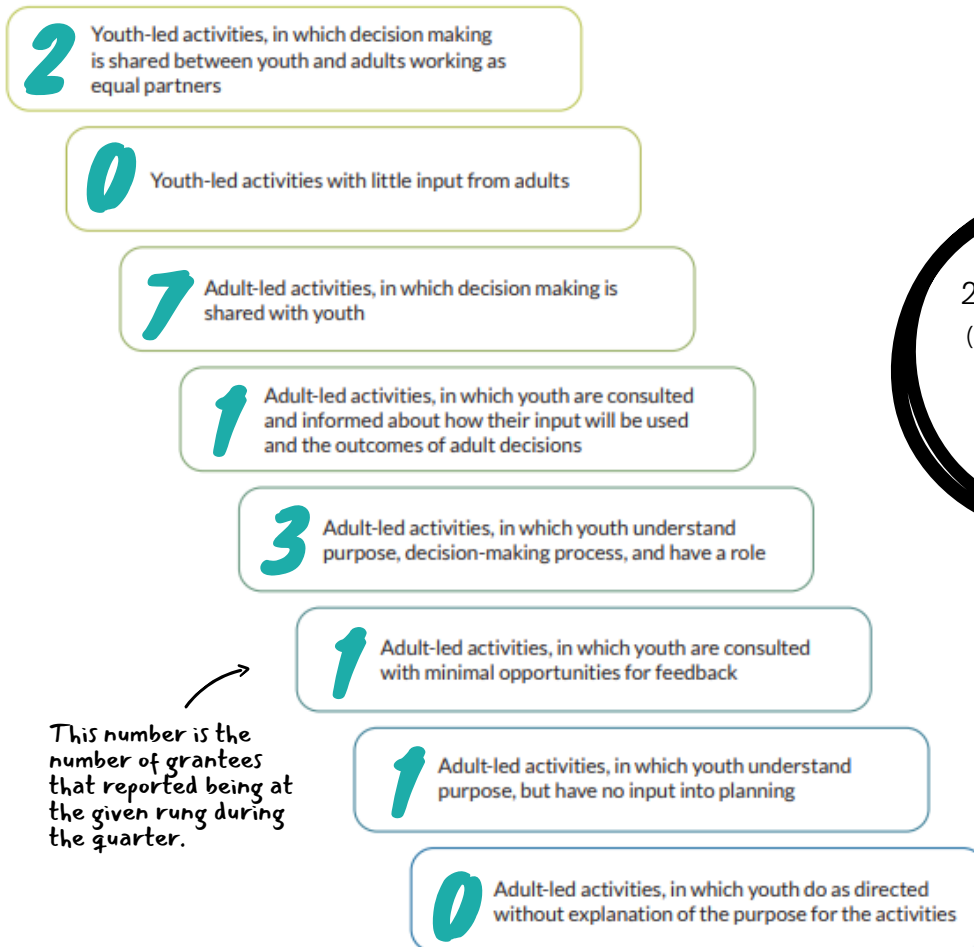 2
Youth-led activities, in which decision making
is shared between youth and adults working as
equal partners
0
Youth-led activities with little input from adults
7
Adult-led activities, in which decision making is
shared with youth
2
(
1
Adult-led activities, in which youth are consulted
and informed about how their input will be used
and the outcomes of adult decisions
3
Adult-led activities, in which youth understand
purpose, decision-making process, and have a role
1
Adult-led activities, in which youth are consulted
with minimal opportunities for feedback
This number is the
number of grantees
that reported being at
the given rung during
the quarter.
1
Adult-led activities, in which youth understand
purpose, but have no input into planning
0
Adult-led activities, in which youth do as directed
without explanation of the purpose for the activities